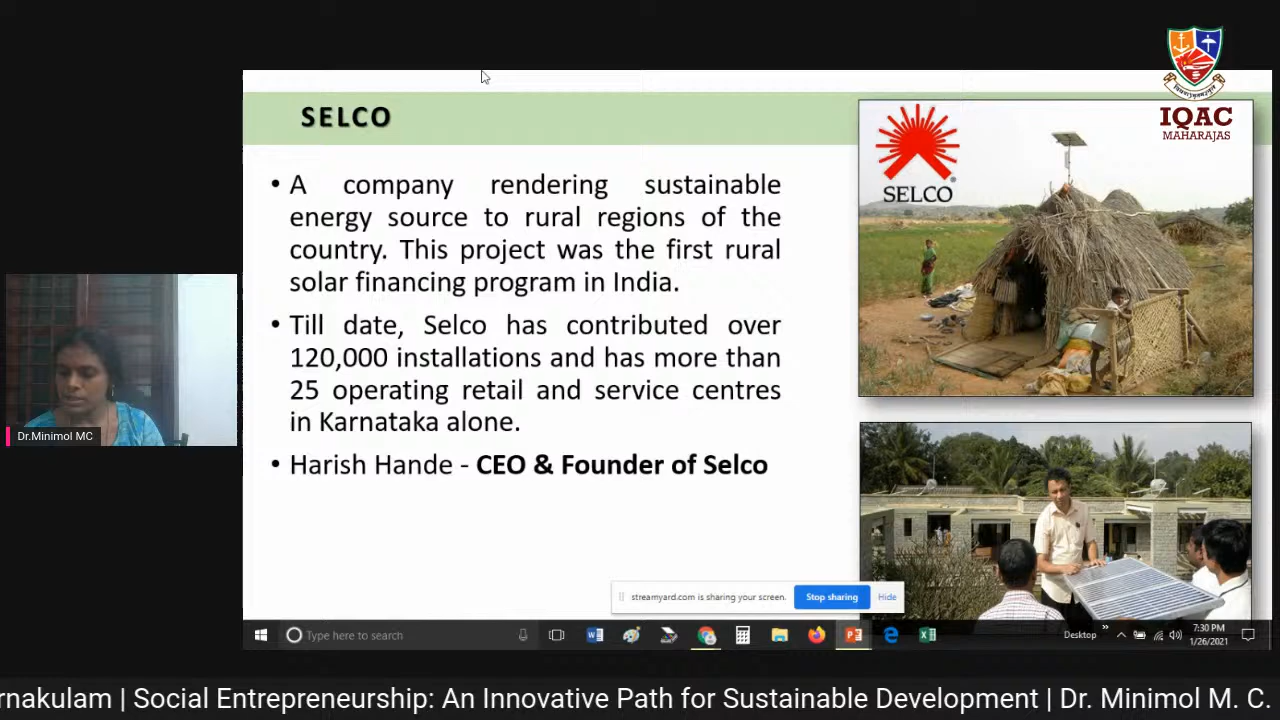 IQAC
MAHARAJAS
SELCO
SELCO
• A company rendering sustainable
energy source to rural regions of the
country. This project was the first rural
solar financing program in India.
• Till date, Selco has contributed over
120,000 installations and has more than
25 operating retail and service centres
in Karnataka alone.
• Harish Hande - CEO & Founder of Selco
Dr.Minimol MC
streamyard.com is sharing your screen. Stop sharing Hide
Type here to search
Desktop
7:30 PM
1/26/2021
rnakulam | Social Entrepreneurship: An Innovative Path for Sustainable Development | Dr. Minimol M. C.